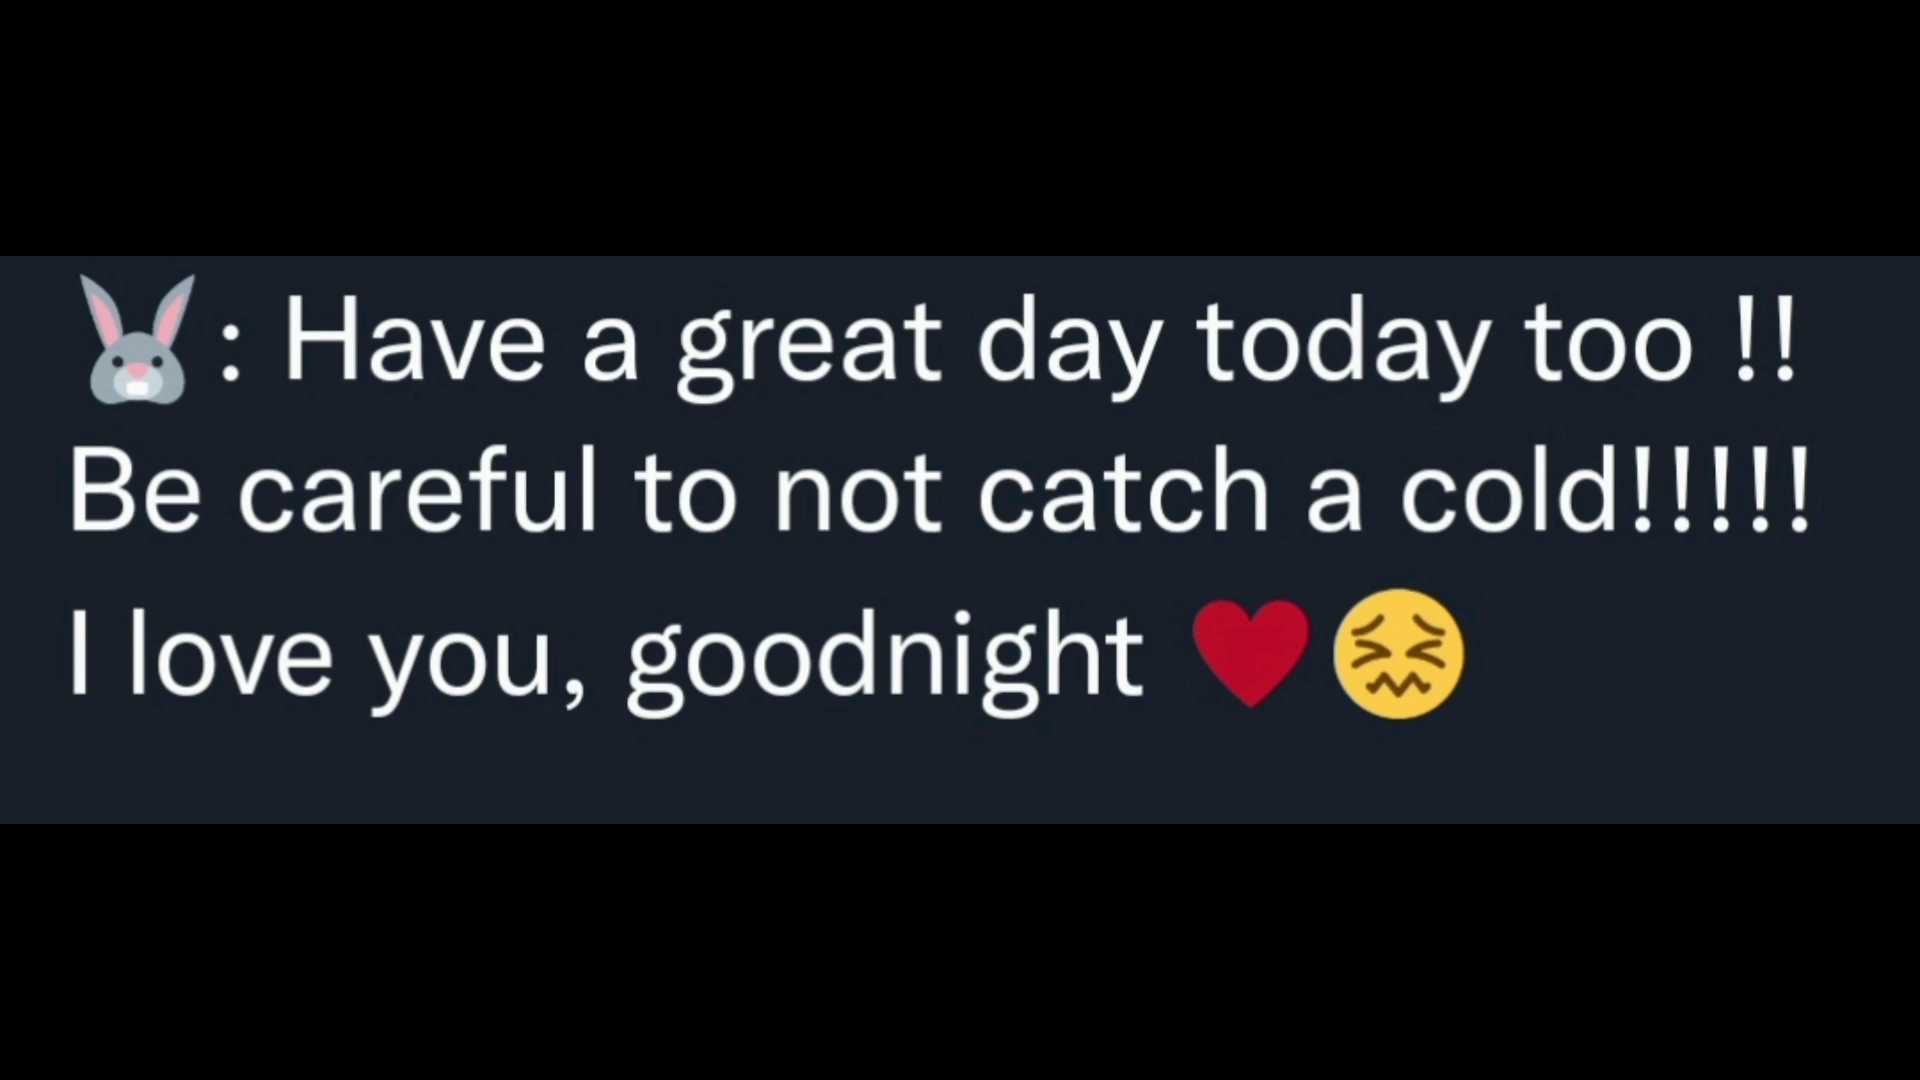 🐰: Have a great day today too !!
Be careful to not catch a cold!!!!!
I love you, goodnight ❤️😖